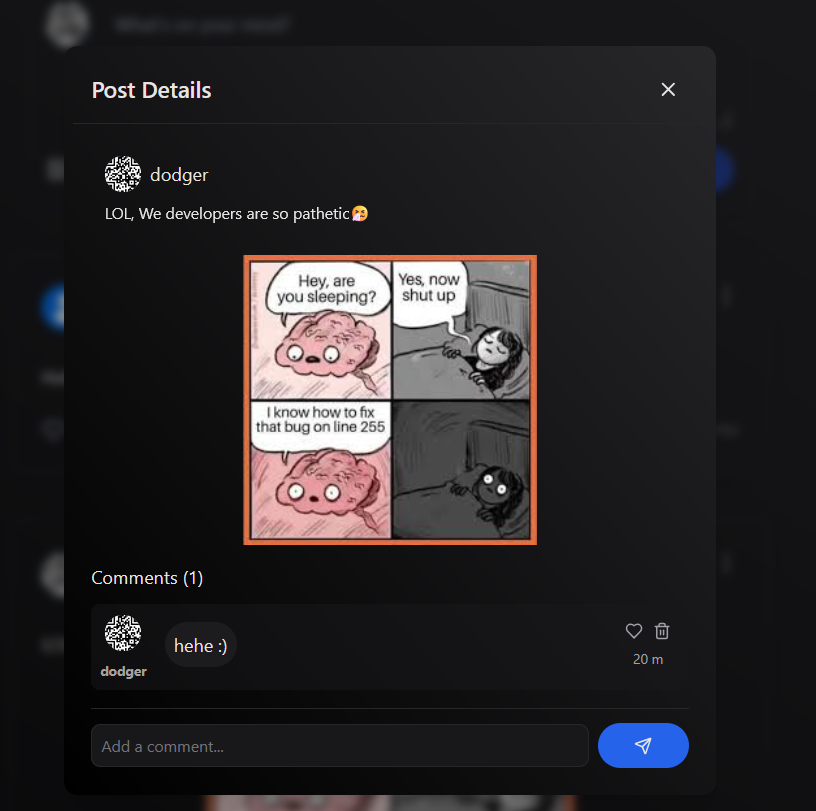 What's on your mind?
Post Details
dodger
LOL, We developers are so pathetic🤧
Hey, are
you sleeping?
Yes, now
shut up
I know how to fix
that bug on line 255
Comments (1)
hehe :)
dodger
20 m
Add a comment...